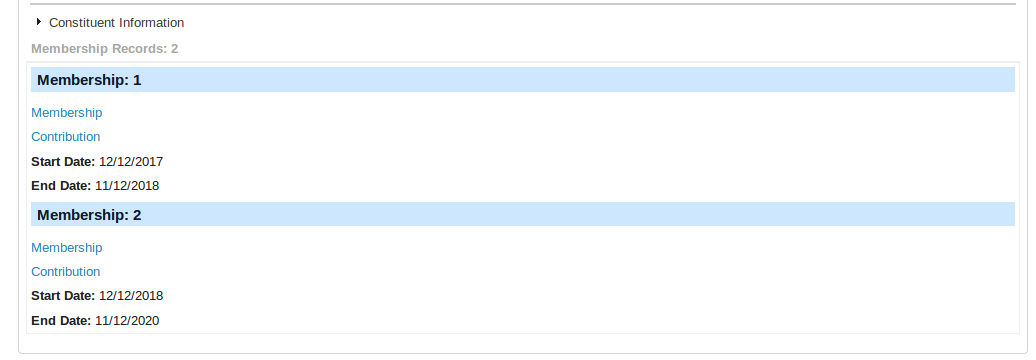 Constituent Information
Membership Records: 2
Membership: 1
Membership
Contribution
Start Date: 12/12/2017
End Date: 11/12/2018
Membership: 2
Membership
Contribution
Start Date: 12/12/2018
End Date: 11/12/2020